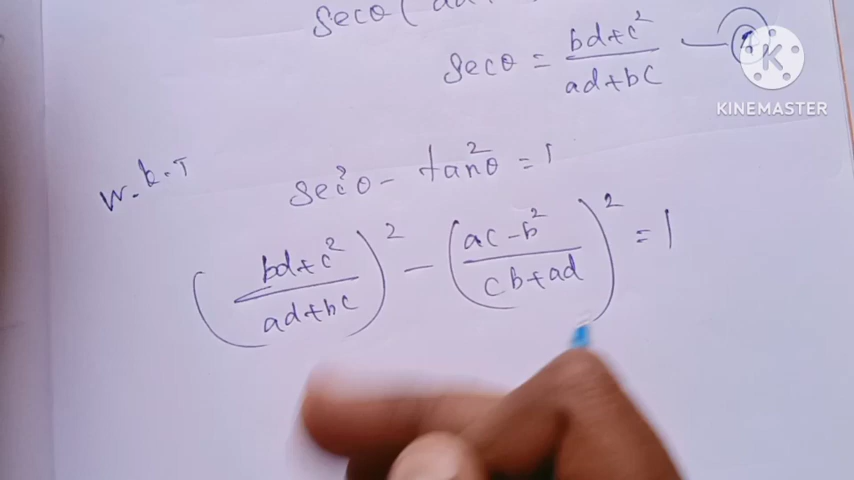 secθ (
secθ = bd+c² / ad+bc
KINEMASTER
W.K.T
sec²θ - tan²θ = 1
(bd+c² / ad+bc)² - (ac-b² / cb+ad)² = 1